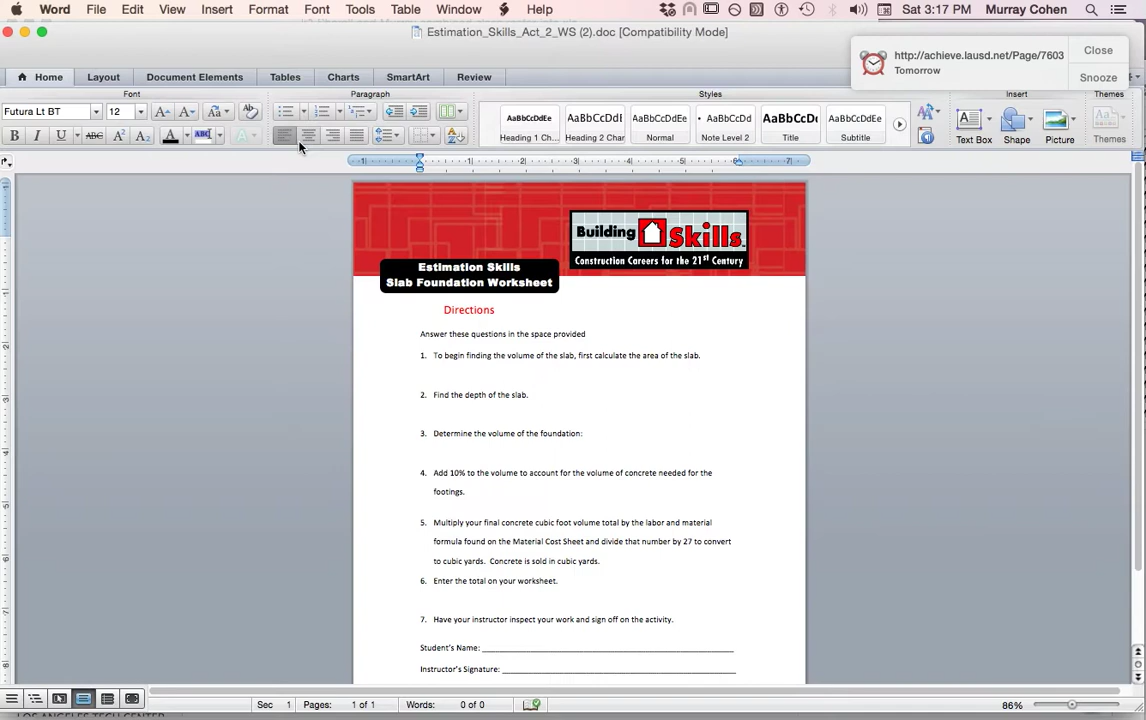 Word File Edit View Insert Format Font Tools Table Window Help Sat 3:17 PM Murray Cohen
Estimation_Skills_Act_2_WS (2).doc [Compatibility Mode]
http://achieve.lausd.net/Page/7603
Tomorrow
Close
Snooze
Home Layout Document Elements Tables Charts SmartArt Review
Font Paragraph Styles Insert Themes
Futura Lt BT 12
AaBbCcDdEe AaBbCcDc AaBbCcDdEe • AaBbCcDd AaBbCcDd AaBbCcDdEe
Heading 1 Ch... Heading 2 Char Normal Note Level 2 Title Subtitle
Text Box Shape Picture Themes
Building Skills
Construction Careers for the 21st Century
Estimation Skills
Slab Foundation Worksheet
Directions
Answer these questions in the space provided
1. To begin finding the volume of the slab, first calculate the area of the slab.
2. Find the depth of the slab.
3. Determine the volume of the foundation:
4. Add 10% to the volume to account for the volume of concrete needed for the
footings.
5. Multiply your final concrete cubic foot volume total by the labor and material
formula found on the Material Cost Sheet and divide that number by 27 to convert
to cubic yards. Concrete is sold in cubic yards.
6. Enter the total on your worksheet.
7. Have your instructor inspect your work and sign off on the activity.
Student's Name:
Instructor's Signature:
Sec 1 Pages: 1 of 1 Words: 0 of 0 86%